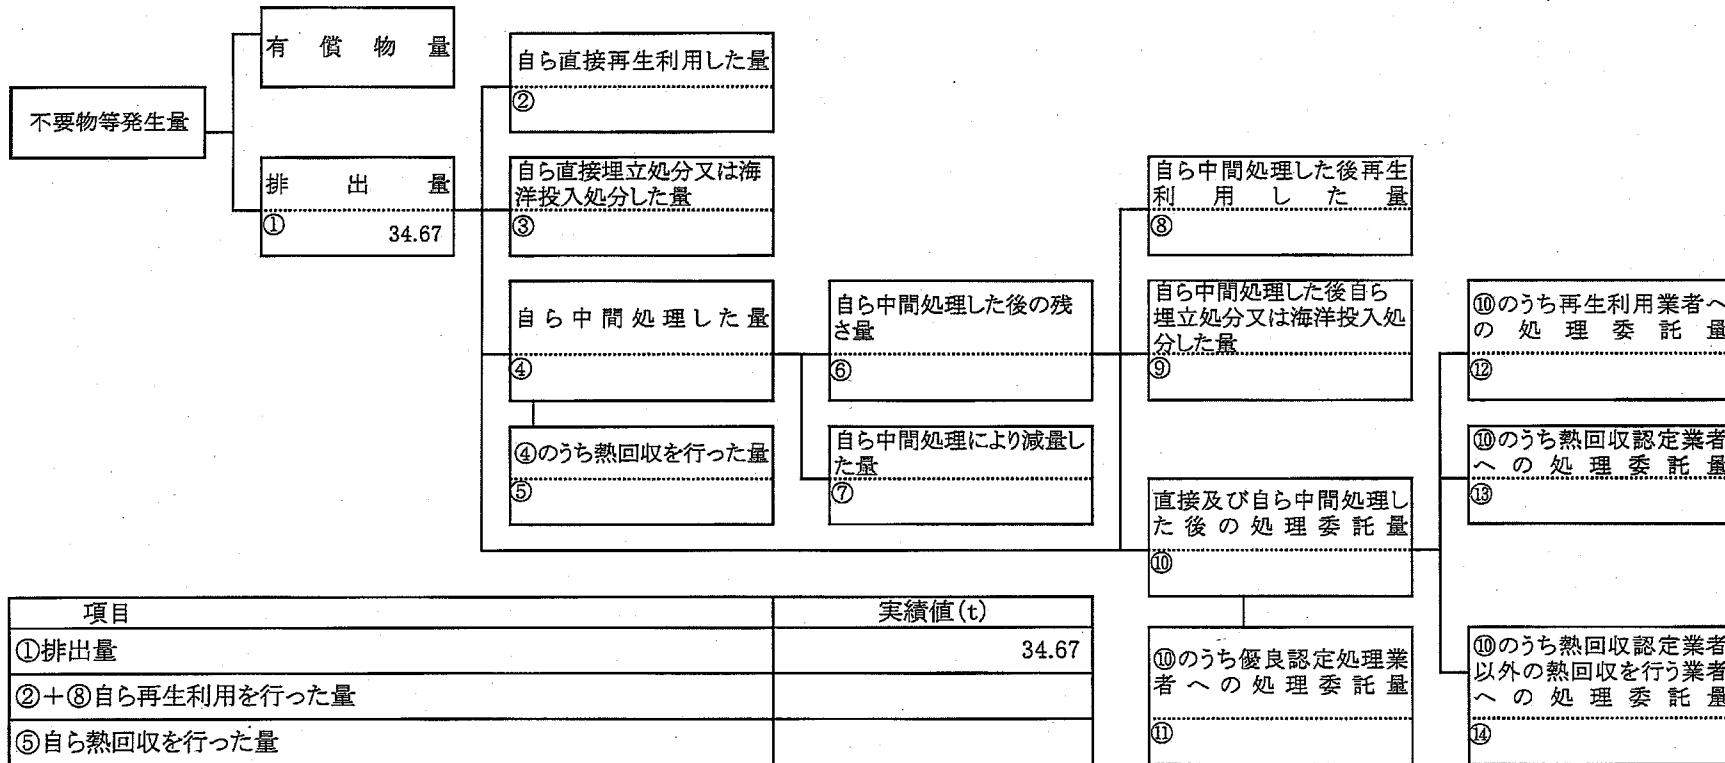 有償物量
不要物等発生量
排出量
①
34.67
自ら直接再生利用した量
②
自ら直接埋立処分又は海
洋投入処分した量
③
自ら中間処理した量
④
④のうち熱回収を行った量
⑤
自ら中間処理した後の残
さ量
⑥
自ら中間処理により減量し
た量
⑦
自ら中間処理した後再生
利用した量
⑧
自ら中間処理した後自ら
埋立処分又は海洋投入処
分した量
⑨
直接及び自ら中間処理し
た後の処理委託量
⑩
⑩のうち優良認定処理業
者への処理委託量
⑪
⑩のうち再生利用業者へ
の処理委託量
⑫
⑩のうち熱回収認定業者
への処理委託量
⑬
⑩のうち熱回収認定業者
以外の熱回収を行う業者
への処理委託量
⑭
項目 実績値(t)
①排出量 34.67
②+⑧自ら再生利用を行った量
⑤自ら熱回収を行った量